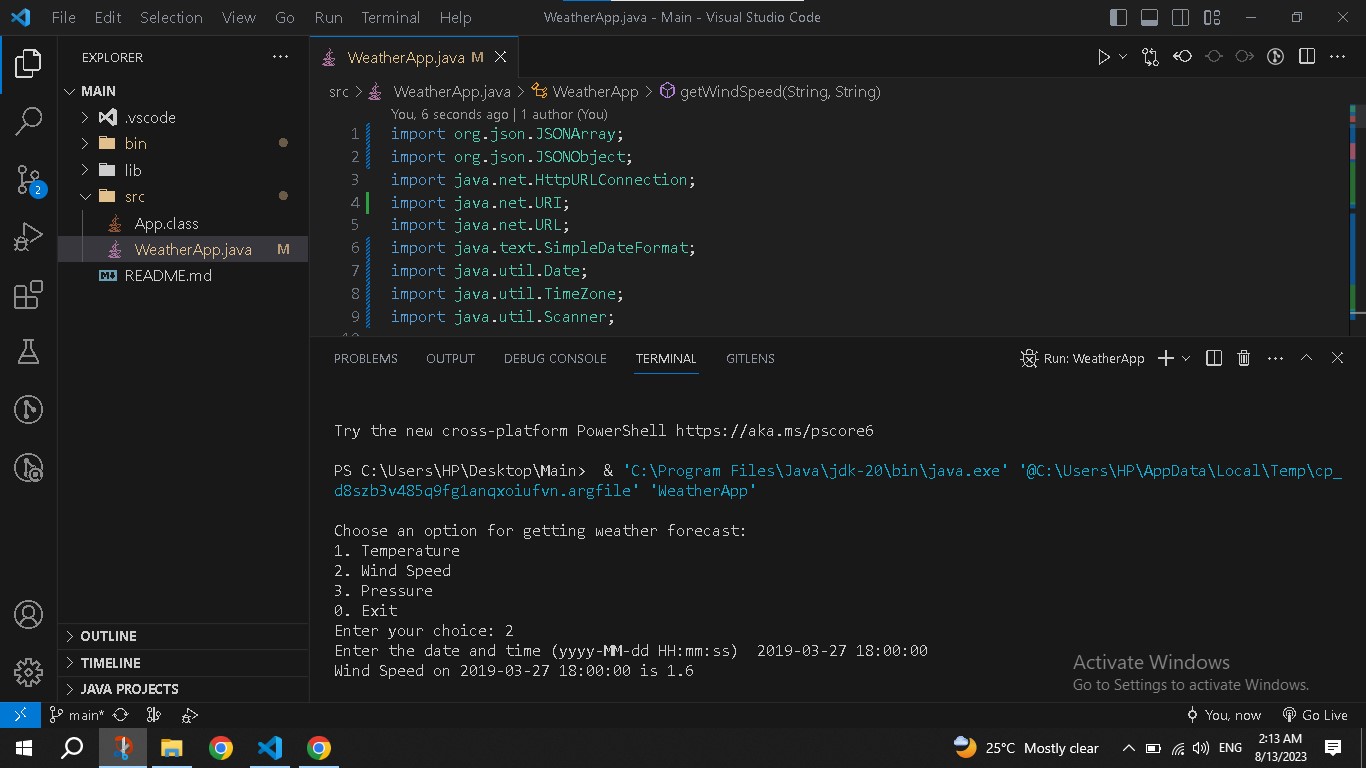 File Edit Selection View Go Run Terminal Help WeatherApp.java - Main - Visual Studio Code
EXPLORER
MAIN
.vscode
bin
lib
src
App.class
WeatherApp.java M
README.md
OUTLINE
TIMELINE
JAVA PROJECTS
2
WeatherApp.java M
src > WeatherApp.java > WeatherApp > getWindSpeed(String, String)
You, 6 seconds ago | 1 author (You)
1 import org.json.JSONArray;
2 import org.json.JSONObject;
3 import java.net.HttpURLConnection;
4 import java.net.URI;
5 import java.net.URL;
6 import java.text.SimpleDateFormat;
7 import java.util.Date;
8 import java.util.TimeZone;
9 import java.util.Scanner;
10
PROBLEMS OUTPUT DEBUG CONSOLE TERMINAL GITLENS Run: WeatherApp
Try the new cross-platform PowerShell https://aka.ms/pscore6
PS C:\Users\HP\Desktop\Main>  & 'C:\Program Files\Java\jdk-20\bin\java.exe' '@C:\Users\HP\AppData\Local\Temp\cp_
d8szb3v485q9fg1anqxoiufvn.argfile' 'WeatherApp'
Choose an option for getting weather forecast:
1. Temperature
2. Wind Speed
3. Pressure
0. Exit
Enter your choice: 2
Enter the date and time (yyyy-MM-dd HH:mm:ss)  2019-03-27 18:00:00
Wind Speed on 2019-03-27 18:00:00 is 1.6
Activate Windows
Go to Settings to activate Windows.
main* You, now Go Live
25°C Mostly clear ENG 2:13 AM
8/13/2023